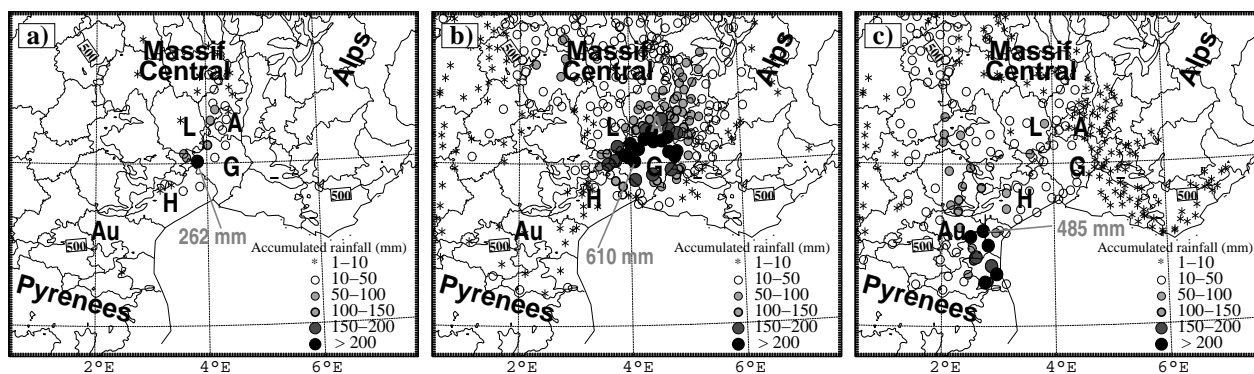 a)
500
Massif
Central
Alps
L
A
G
H
262 mm
Au
500
500
Pyrenees
Accumulated rainfall (mm)
1–10
10–50
50–100
100–150
150–200
> 200
2°E
4°E
6°E
b)
500
Massif
Central
Alps
L
A
G
H
610 mm
Au
500
500
Pyrenees
Accumulated rainfall (mm)
1–10
10–50
50–100
100–150
150–200
> 200
2°E
4°E
6°E
c)
500
Massif
Central
Alps
L
A
G
H
485 mm
Au
500
500
Pyrenees
Accumulated rainfall (mm)
1–10
10–50
50–100
100–150
150–200
> 200
2°E
4°E
6°E